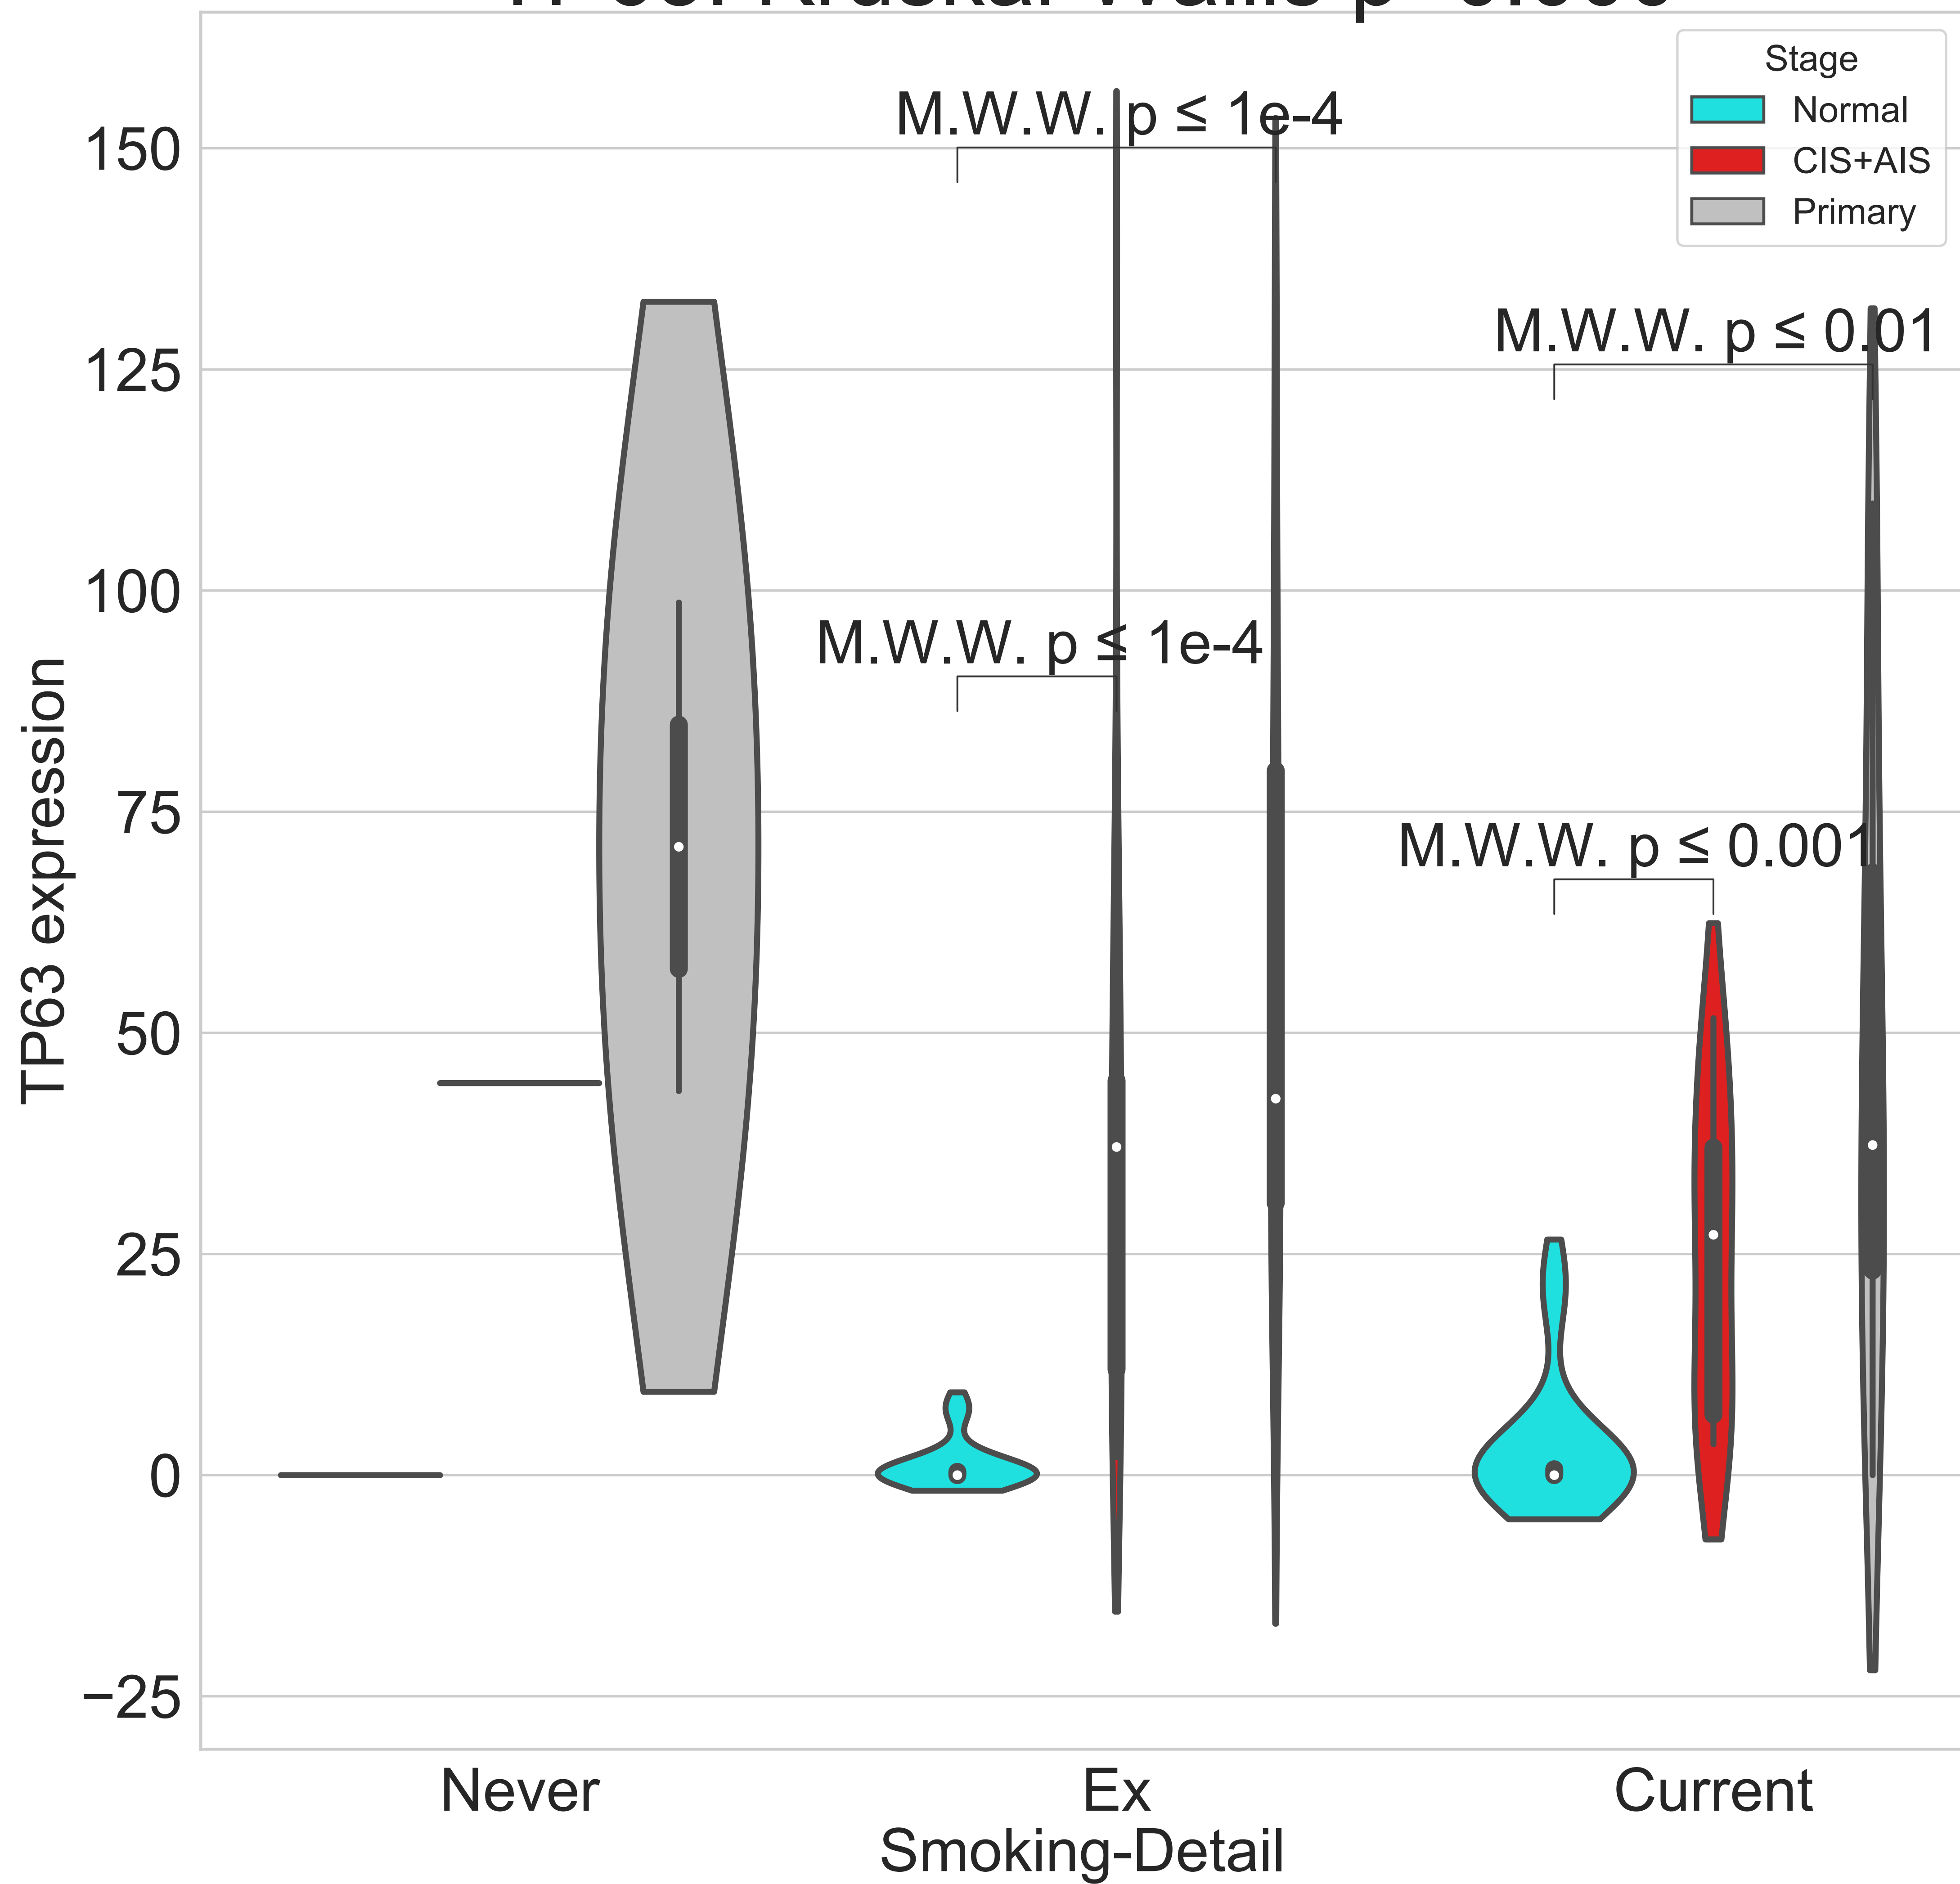 Stage
Normal
CIS+AIS
Primary
M.W.W. p ≤ 1e-4
M.W.W. p ≤ 0.01
M.W.W. p ≤ 1e-4
M.W.W. p ≤ 0.001
150
125
100
75
50
25
0
−25
TP63 expression
Never
Ex
Current
Smoking-Detail